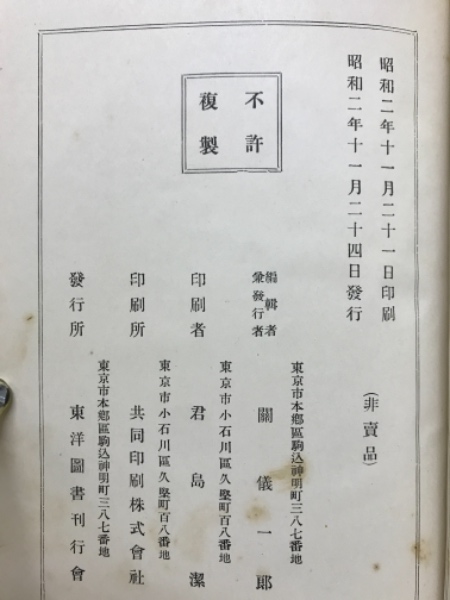 昭和二年十一月二十一日印刷
昭和二年十一月二十四日發行
(非賣品)
不許
複製
東京市本鄕區駒込神明町三八七番地
編輯者
兼發行者
關儀一郞
東京市小石川區久堅町百八番地
印刷者 君島潔
東京市小石川區久堅町百八番地
印刷所 共同印刷株式會社
東京市本鄕區駒込神明町三八七番地
發行所 東洋圖書刊行會